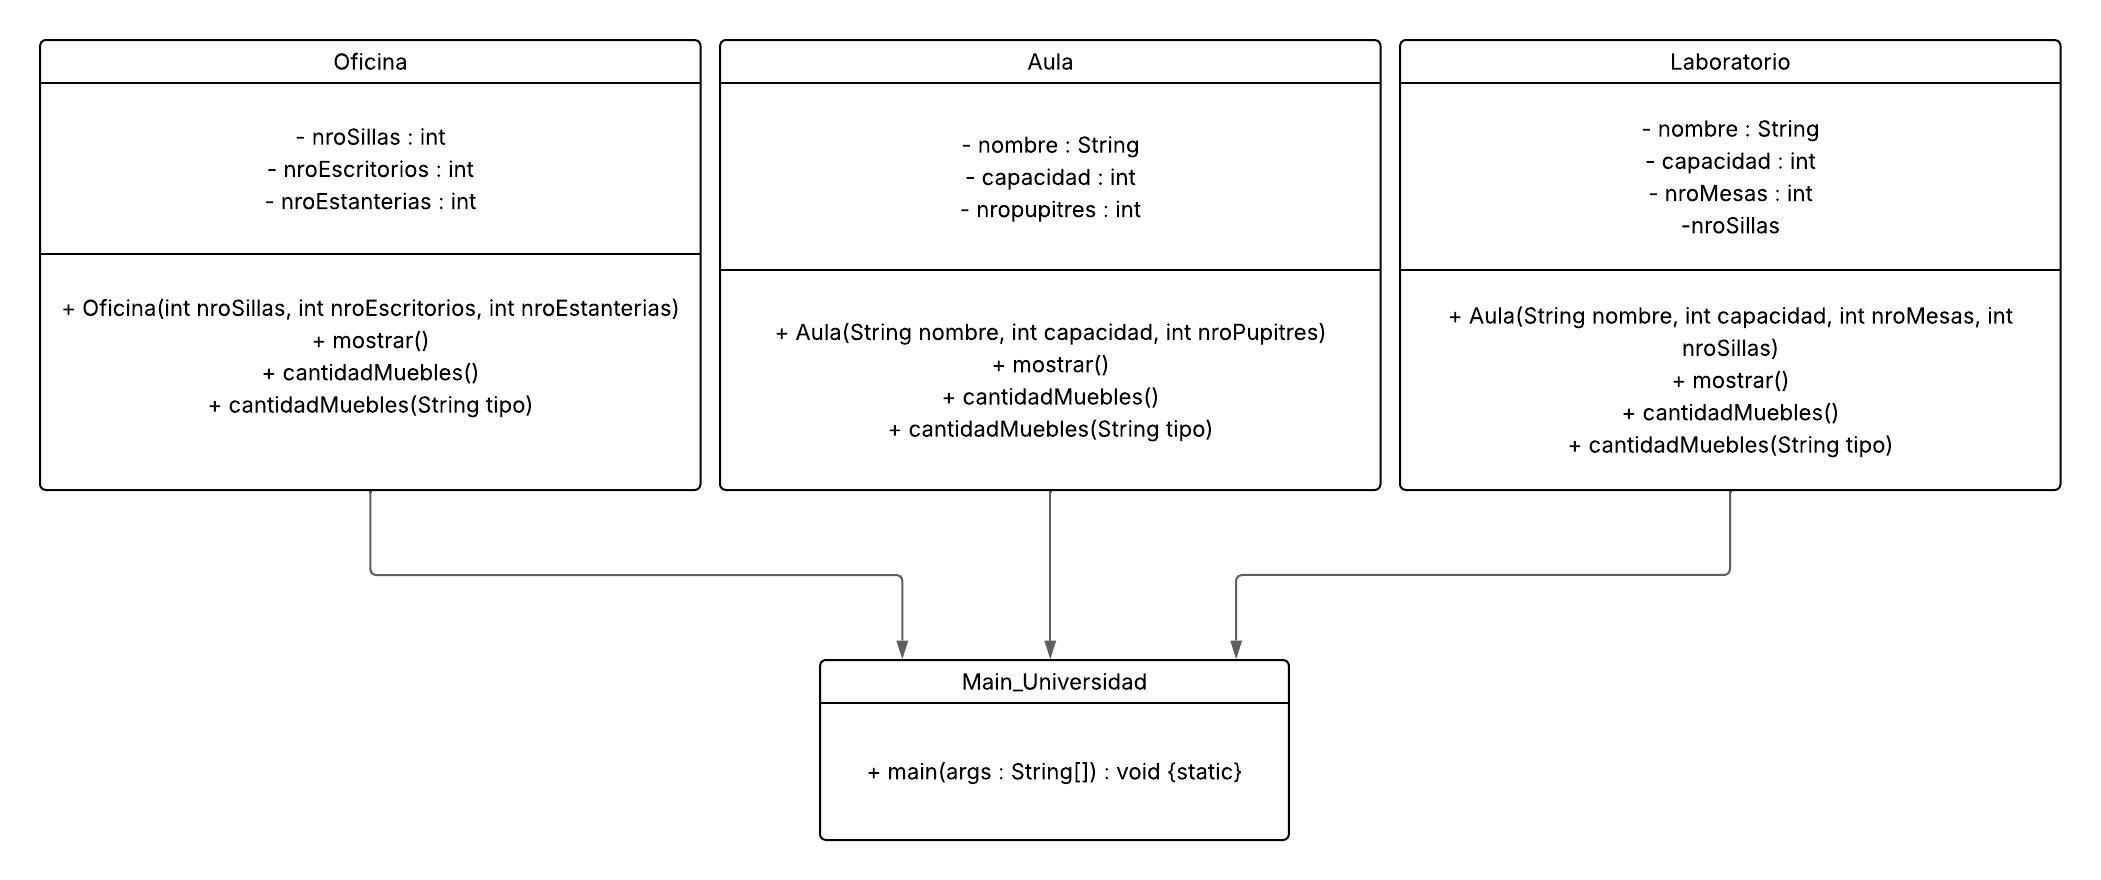 Oficina
- nroSillas : int
- nroEscritorios : int
- nroEstanterias : int
+ Oficina(int nroSillas, int nroEscritorios, int nroEstanterias)
+ mostrar()
+ cantidadMuebles()
+ cantidadMuebles(String tipo)
Aula
- nombre : String
- capacidad : int
- nropupitres : int
+ Aula(String nombre, int capacidad, int nroPupitres)
+ mostrar()
+ cantidadMuebles()
+ cantidadMuebles(String tipo)
Laboratorio
- nombre : String
- capacidad : int
- nroMesas : int
-nroSillas
+ Aula(String nombre, int capacidad, int nroMesas, int
nroSillas)
+ mostrar()
+ cantidadMuebles()
+ cantidadMuebles(String tipo)
Main_Universidad
+ main(args : String[]) : void {static}